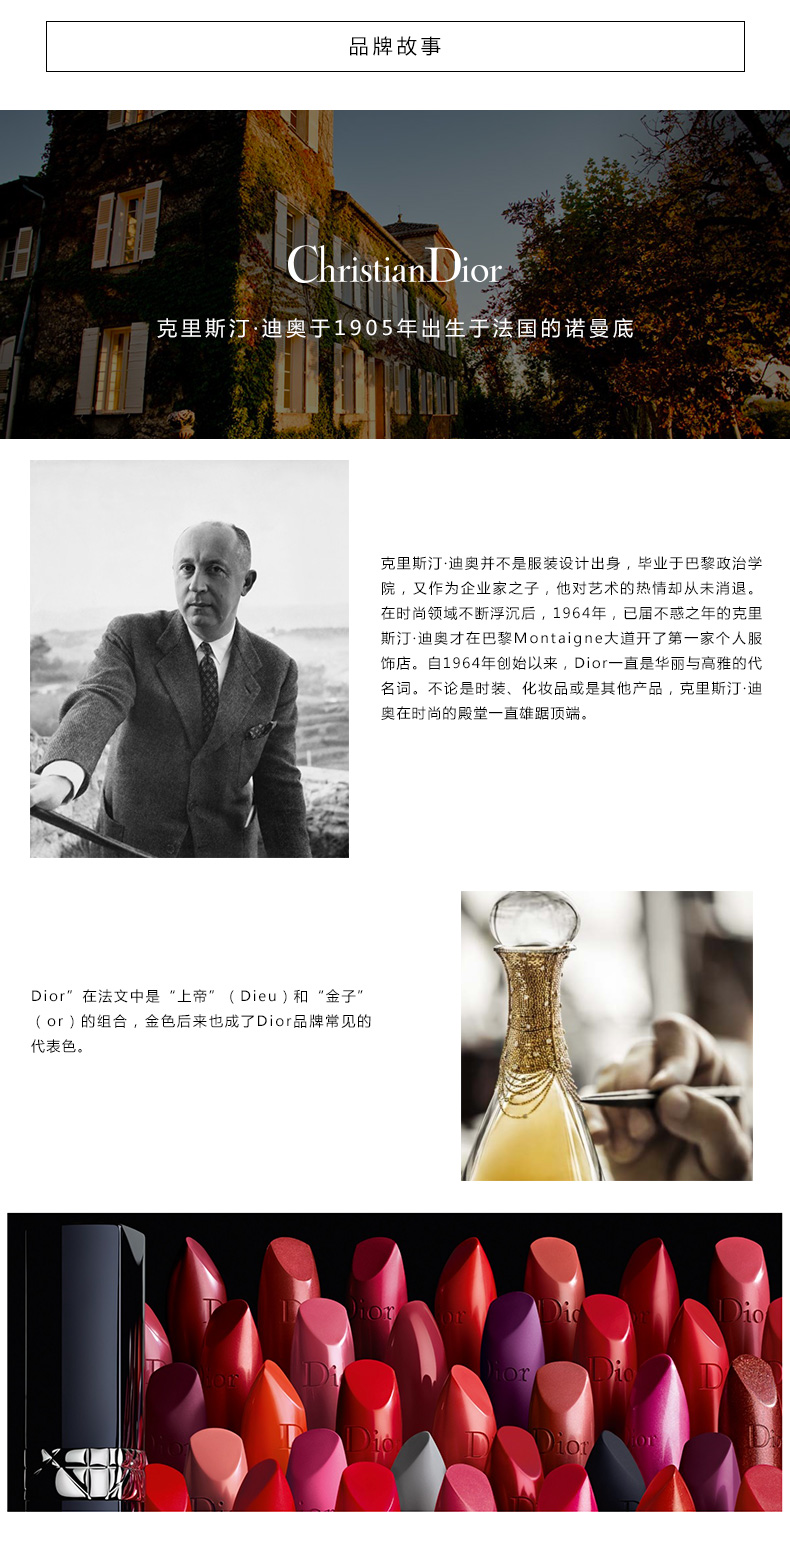 品牌故事
ChristianDior
克里斯汀·迪奥于1905年出生于法国的诺曼底
克里斯汀·迪奥并不是服装设计出身，毕业于巴黎政治学
院，又作为企业家之子，他对艺术的热情却从未消退。
在时尚领域不断浮沉后，1964年，已届不惑之年的克里
斯汀·迪奥才在巴黎Montaigne大道开了第一家个人服
饰店。自1964年创始以来，Dior一直是华丽与高雅的代
名词。不论是时装、化妆品或是其他产品，克里斯汀·迪
奥在时尚的殿堂一直雄踞顶端。
Dior”在法文中是“上帝”（Dieu）和“金子”
（or）的组合，金色后来也成了Dior品牌常见的
代表色。
Dior
Dior
Dior
Dior
Dior